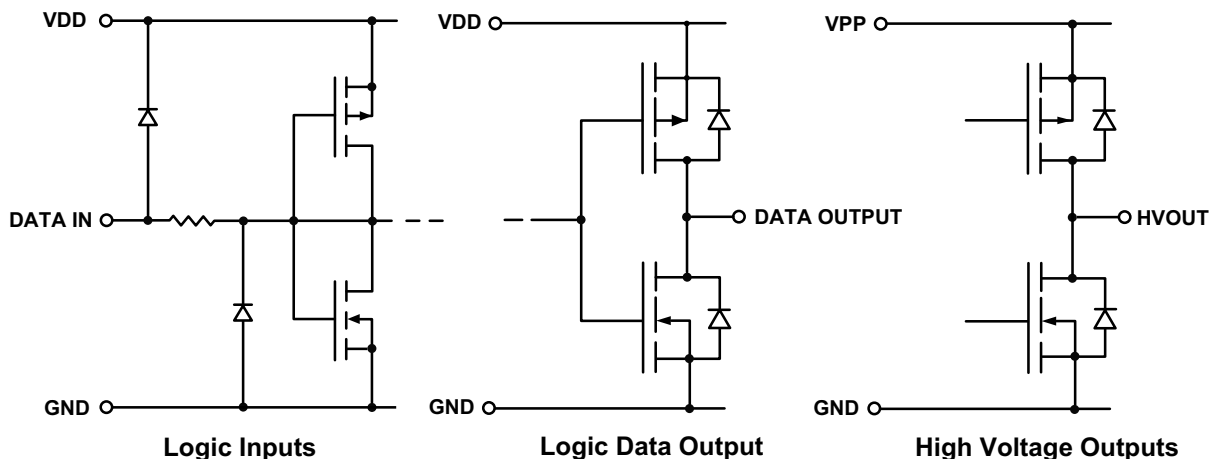 VDD
DATA IN
GND
Logic Inputs
VDD
DATA OUTPUT
GND
Logic Data Output
VPP
HVOUT
GND
High Voltage Outputs